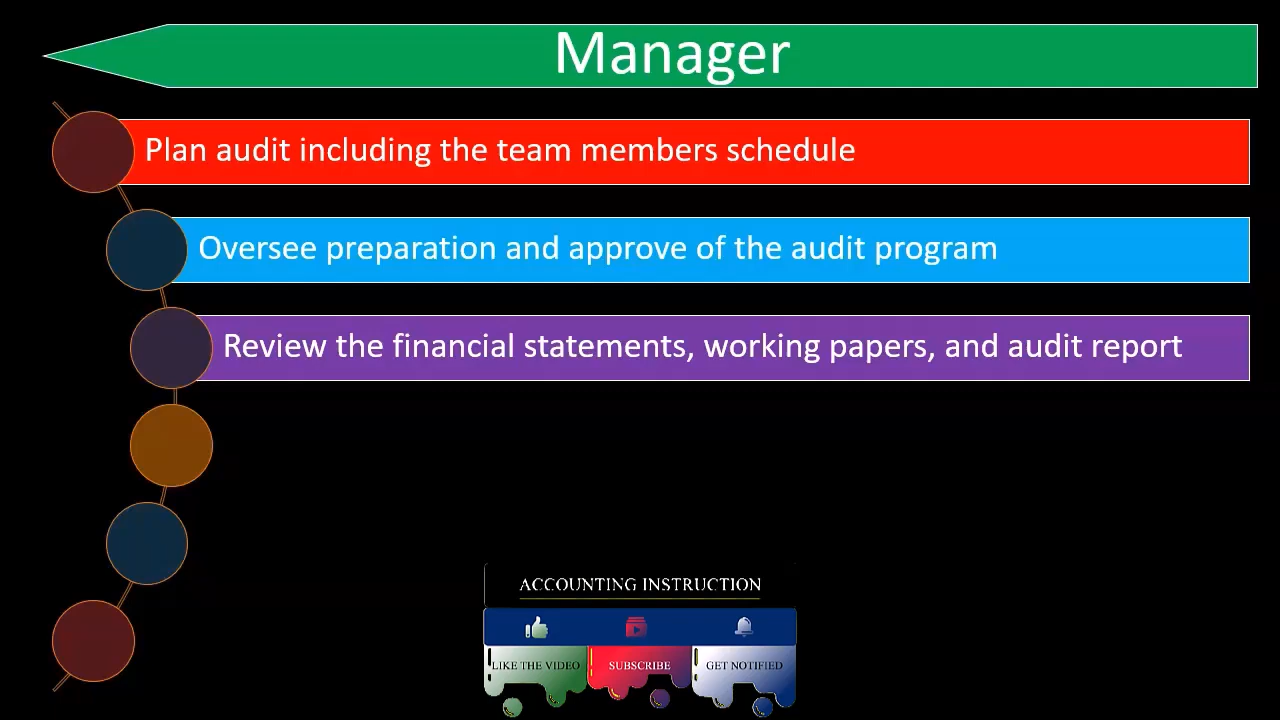 Manager
Plan audit including the team members schedule
Oversee preparation and approve of the audit program
Review the financial statements, working papers, and audit report
ACCOUNTING INSTRUCTION
LIKE THE VIDEO
SUBSCRIBE
GET NOTIFIED